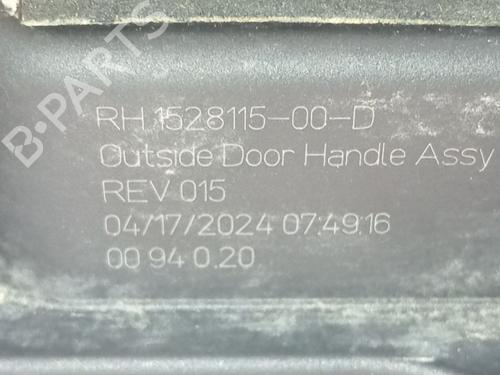 B-PARTS
RH 1528115-00-D
Outside Door Handle Assy
REV 015
04/17/2024 07:49:16
00 94 0.20
B-PARTS